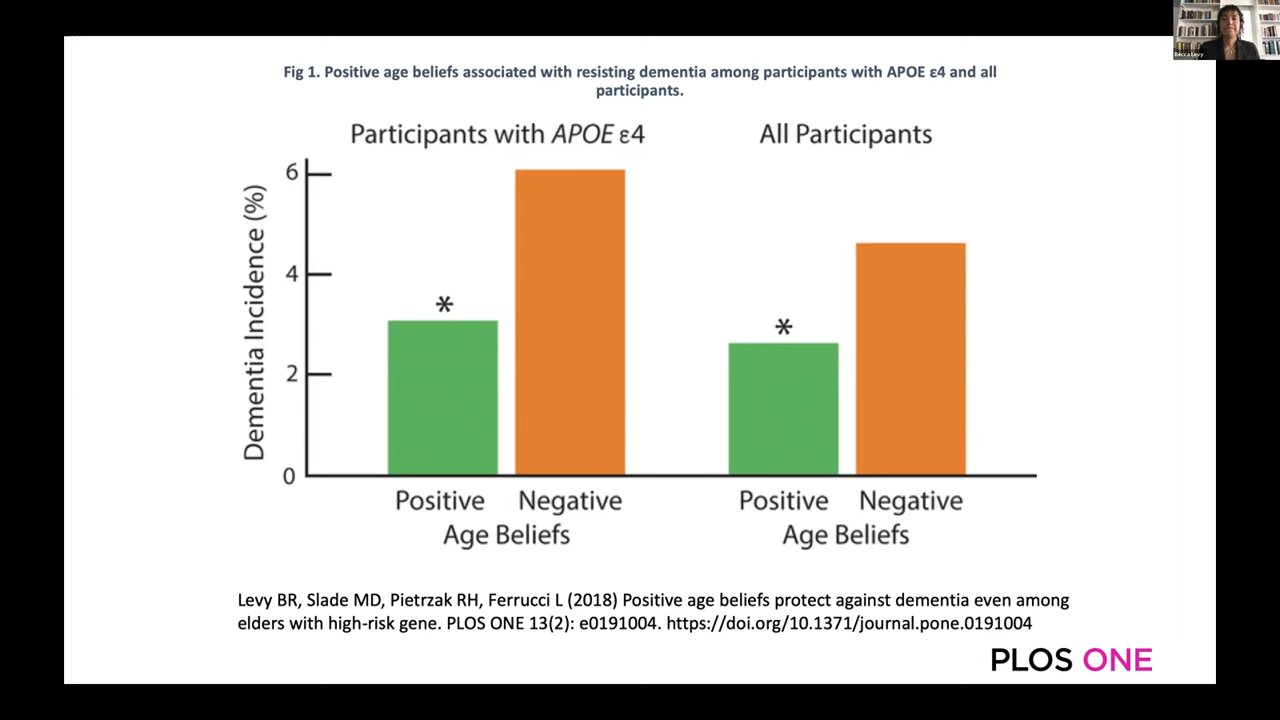 Becca Levy
Fig 1. Positive age beliefs associated with resisting dementia among participants with APOE ε4 and all
participants.
Participants with APOE ε4
All Participants
Dementia Incidence (%)
6
4
2
0
*
*
Positive Negative
Age Beliefs
Positive Negative
Age Beliefs
Levy BR, Slade MD, Pietrzak RH, Ferrucci L (2018) Positive age beliefs protect against dementia even among
elders with high-risk gene. PLOS ONE 13(2): e0191004. https://doi.org/10.1371/journal.pone.0191004
PLOS ONE